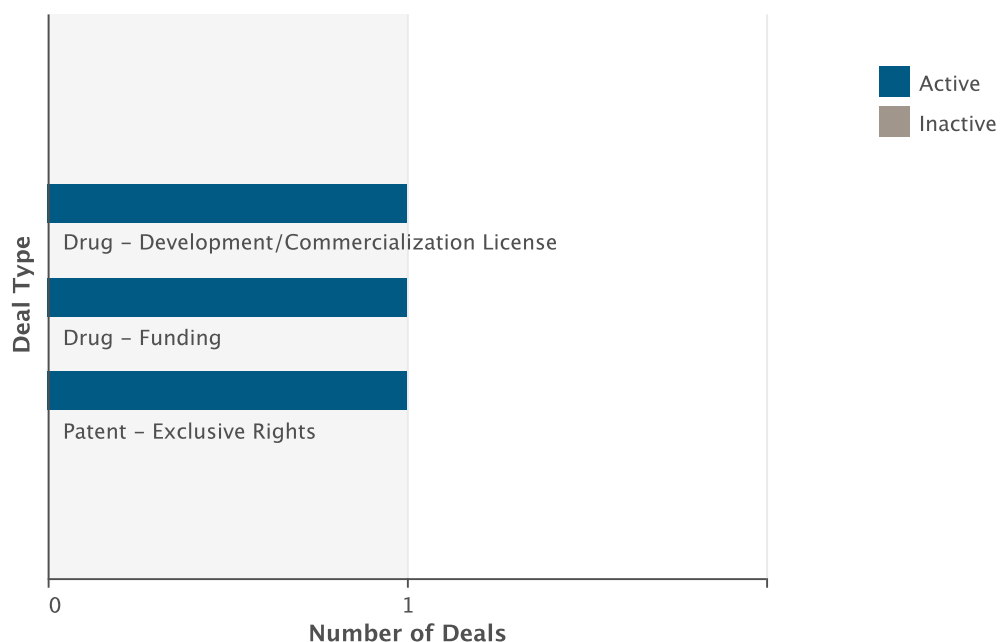 Active
Inactive
Deal Type
Drug – Development/Commercialization License
Drug – Funding
Patent – Exclusive Rights
0
1
Number of Deals